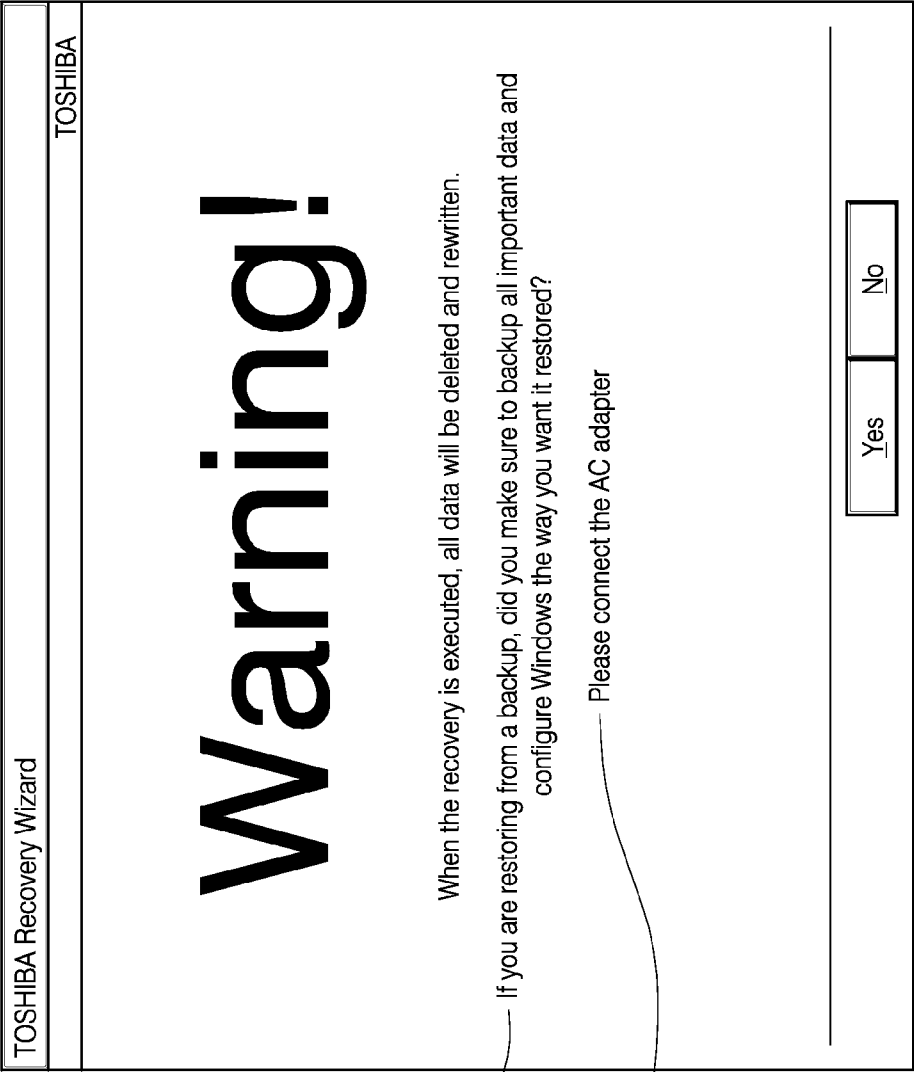 TOSHIBA Recovery Wizard
TOSHIBA
Warning!
When the recovery is executed, all data will be deleted and rewritten.
If you are restoring from a backup, did you make sure to backup all important data and
configure Windows the way you want it restored?
Please connect the AC adapter
Yes
No